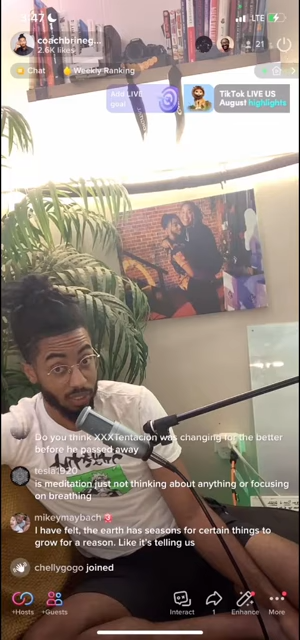 3:47
LTE
coachbrineg...
2.6K likes
21
Chat
Weekly Ranking
Add LIVE goal
TikTok LIVE US
August highlights
Do you think XXXTentacion was changing for the better
before he passed away
tesla.1920
is meditation just not thinking about anything or focusing
on breathing
mikeymaybach
I have felt, the earth has seasons for certain things to
grow for a reason. Like it's telling us
chellygogo joined
+Hosts
+Guests
Interact
Share
Enhance
More